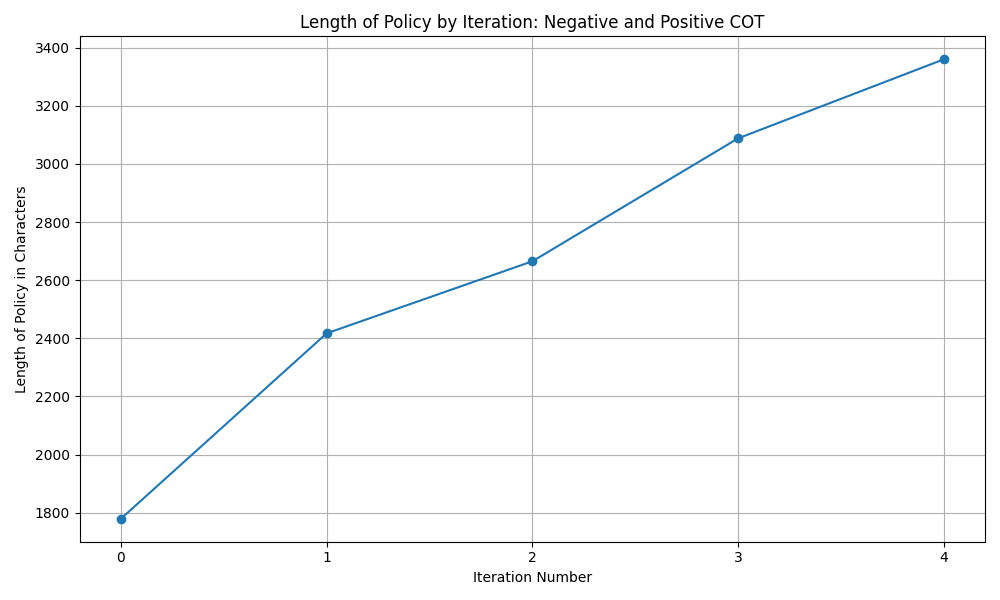 Length of Policy by Iteration: Negative and Positive COT
Length of Policy in Characters
3400
3200
3000
2800
2600
2400
2200
2000
1800
0 1 2 3 4
Iteration Number